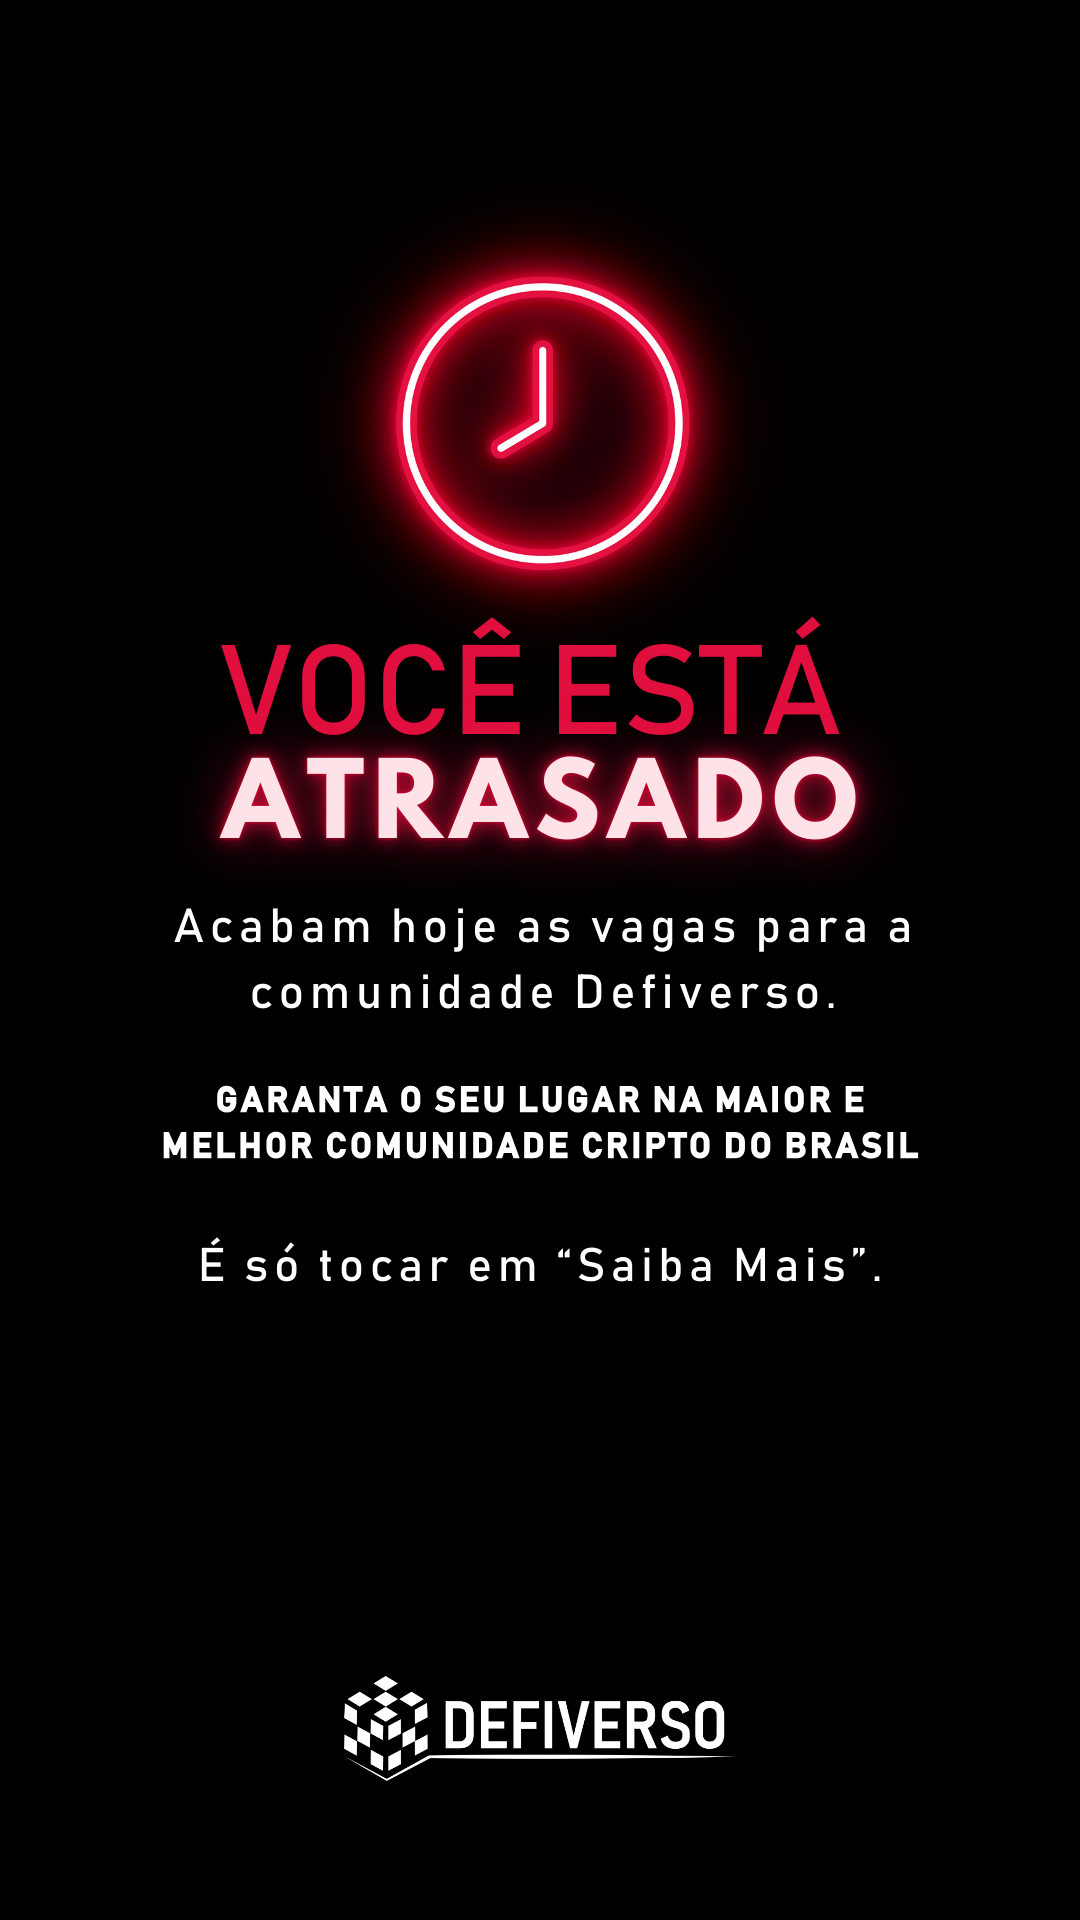 VOCÊ ESTÁ
ATRASADO
Acabam hoje as vagas para a
comunidade Defiverso.
GARANTA O SEU LUGAR NA MAIOR E
MELHOR COMUNIDADE CRIPTO DO BRASIL
É só tocar em “Saiba Mais”.
DEFIVERSO